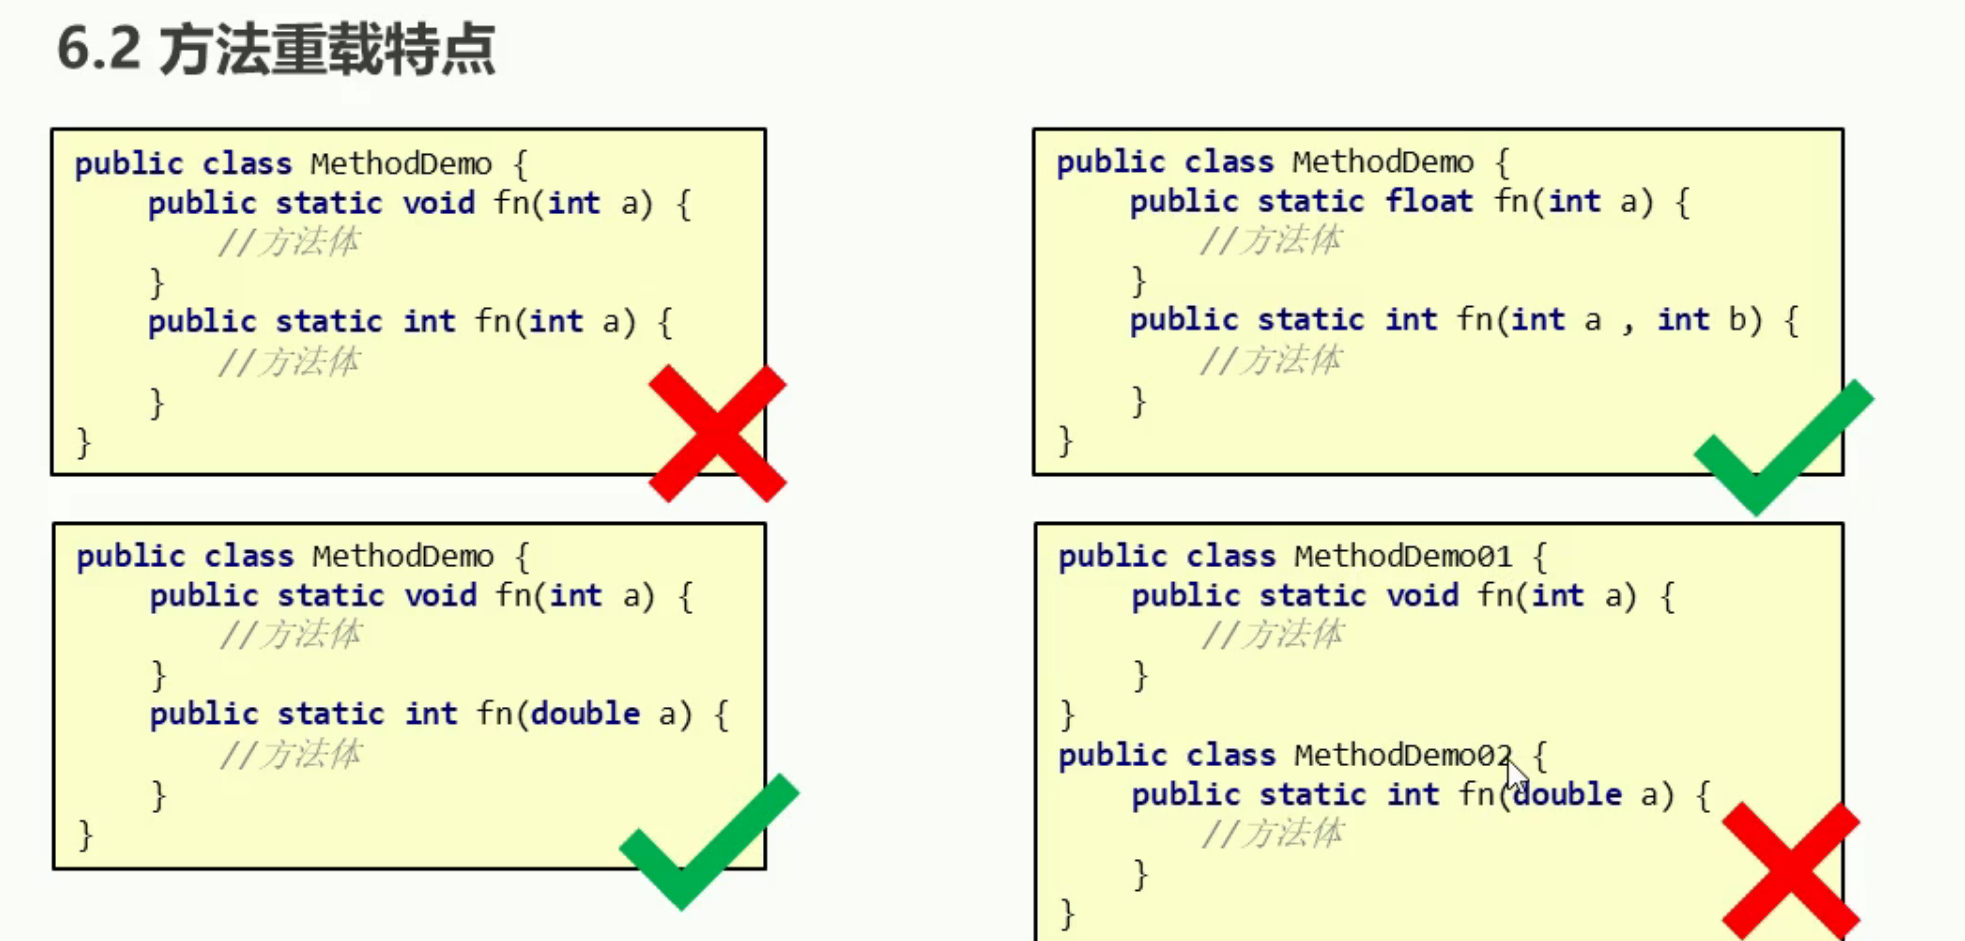 6.2 方法重载特点
public class MethodDemo {
public static void fn(int a) {
//方法体
}
public static int fn(int a) {
//方法体
}
}
public class MethodDemo {
public static float fn(int a) {
//方法体
}
public static int fn(int a , int b) {
//方法体
}
}
public class MethodDemo {
public static void fn(int a) {
//方法体
}
public static int fn(double a) {
//方法体
}
}
public class MethodDemo01 {
public static void fn(int a) {
//方法体
}
}
public class MethodDemo02 {
public static int fn(double a) {
//方法体
}
}